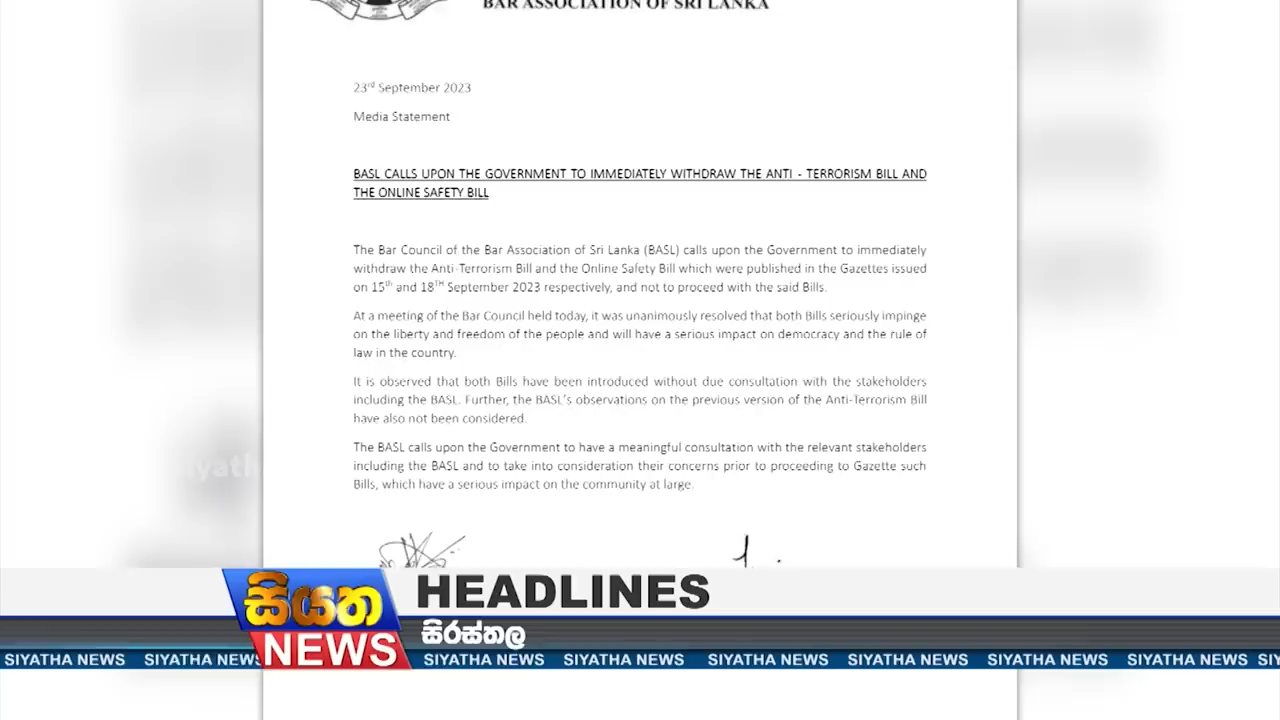 BAR ASSOCIATION OF SRI LANKA
23rd September 2023
Media Statement
BASL CALLS UPON THE GOVERNMENT TO IMMEDIATELY WITHDRAW THE ANTI - TERRORISM BILL AND
THE ONLINE SAFETY BILL
The Bar Council of the Bar Association of Sri Lanka (BASL) calls upon the Government to immediately
withdraw the Anti-Terrorism Bill and the Online Safety Bill which were published in the Gazettes issued
on 15th and 18TH September 2023 respectively, and not to proceed with the said Bills.
At a meeting of the Bar Council held today, it was unanimously resolved that both Bills seriously impinge
on the liberty and freedom of the people and will have a serious impact on democracy and the rule of
law in the country.
It is observed that both Bills have been introduced without due consultation with the stakeholders
including the BASL. Further, the BASL's observations on the previous version of the Anti-Terrorism Bill
have also not been considered.
The BASL calls upon the Government to have a meaningful consultation with the relevant stakeholders
including the BASL and to take into consideration their concerns prior to proceeding to Gazette such
Bills, which have a serious impact on the community at large.
Siyatha
සියත
NEWS
HEADLINES
සිරස්තල
SIYATHA NEWS SIYATHA NEWS SIYATHA NEWS SIYATHA NEWS SIYATHA NEWS SIYATHA NEWS SIYATHA NEWS SIYATHA NEWS SIY